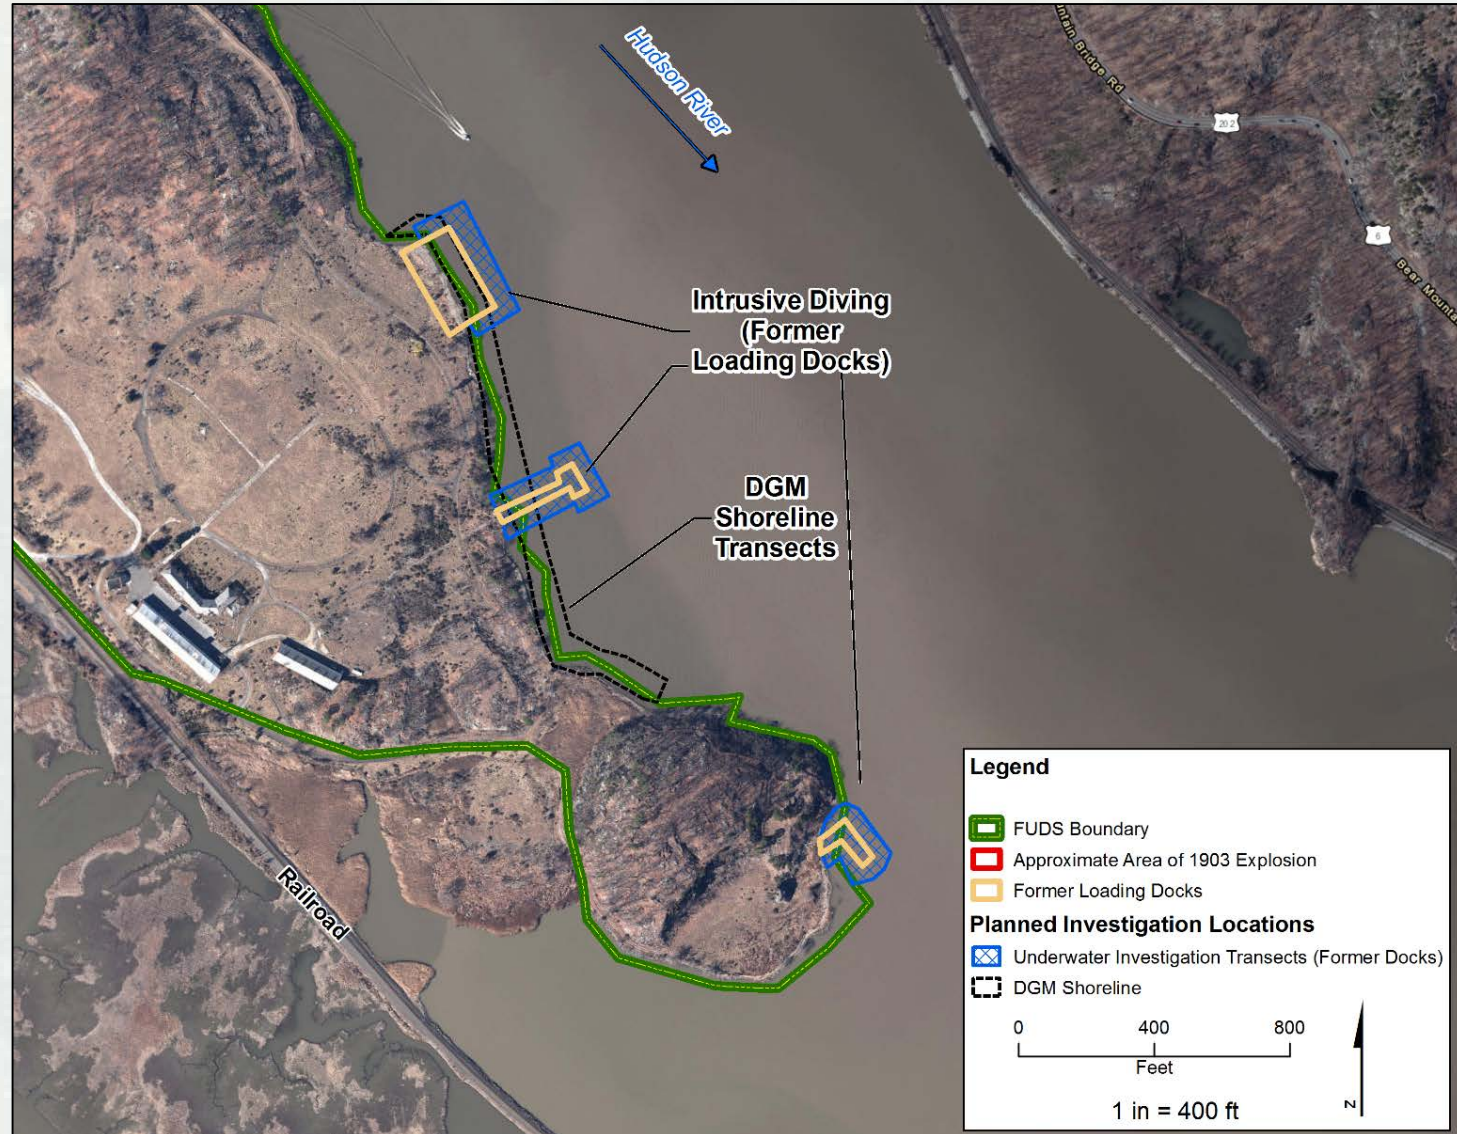 Hudson River
untain Bridge Rd
202
6
Bear Mounta
Intrusive Diving
(Former
Loading Docks)
DGM
Shoreline
Transects
Railroad
Legend
FUDS Boundary
Approximate Area of 1903 Explosion
Former Loading Docks
Planned Investigation Locations
Underwater Investigation Transects (Former Docks)
DGM Shoreline
0 400 800
Feet
1 in = 400 ft
N